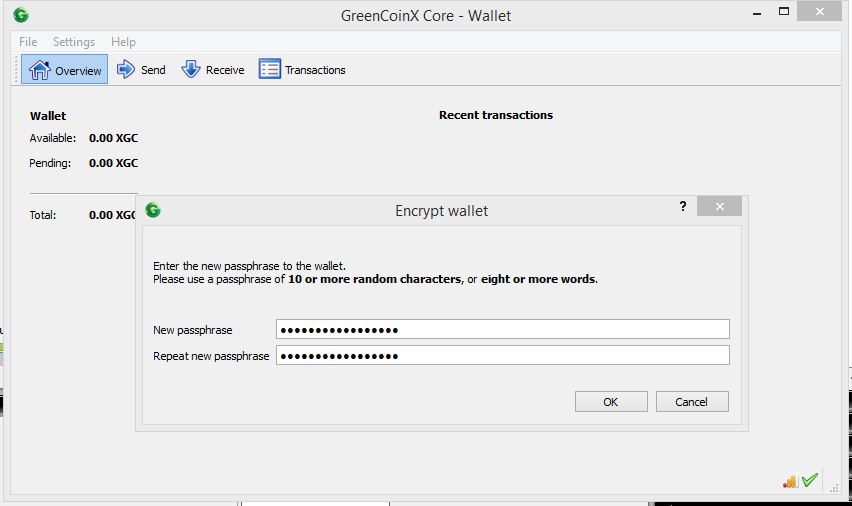 GreenCoinX Core - Wallet
File Settings Help
Overview Send Receive Transactions
Wallet
Recent transactions
Available: 0.00 XGC
Pending: 0.00 XGC
Total: 0.00 XGC
Encrypt wallet
?
Enter the new passphrase to the wallet.
Please use a passphrase of 10 or more random characters, or eight or more words.
New passphrase
Repeat new passphrase
OK Cancel